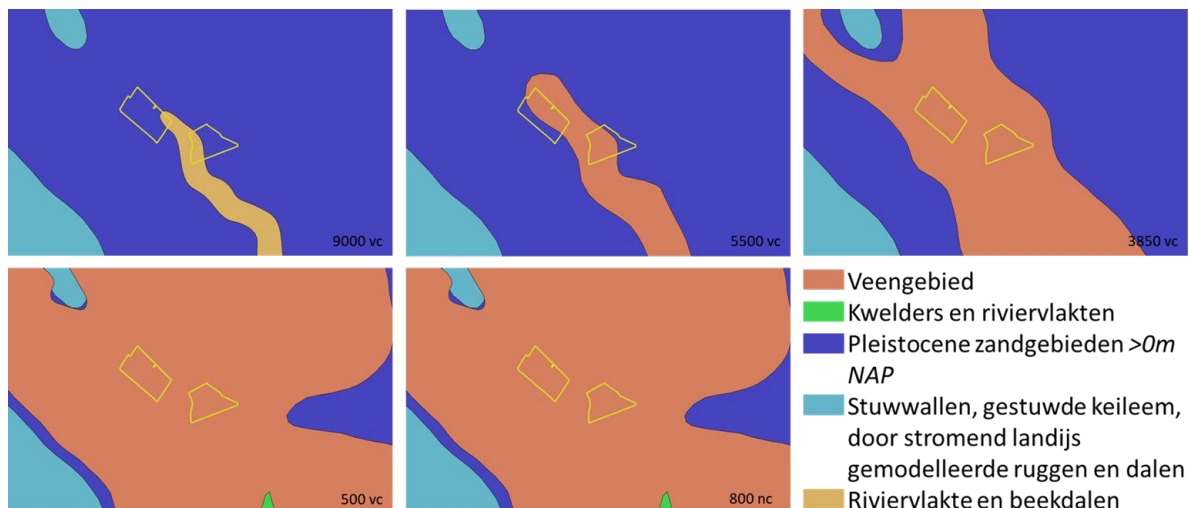 9000 vc
5500 vc
3850 vc
500 vc
800 nc
Veengebied
Kwelders en riviervlakten
Pleistocene zandgebieden >0m
NAP
Stuwwallen, gestuwde keileem,
door stromend landijs
gemodelleerde ruggen en dalen
Riviervlakte en beekdalen